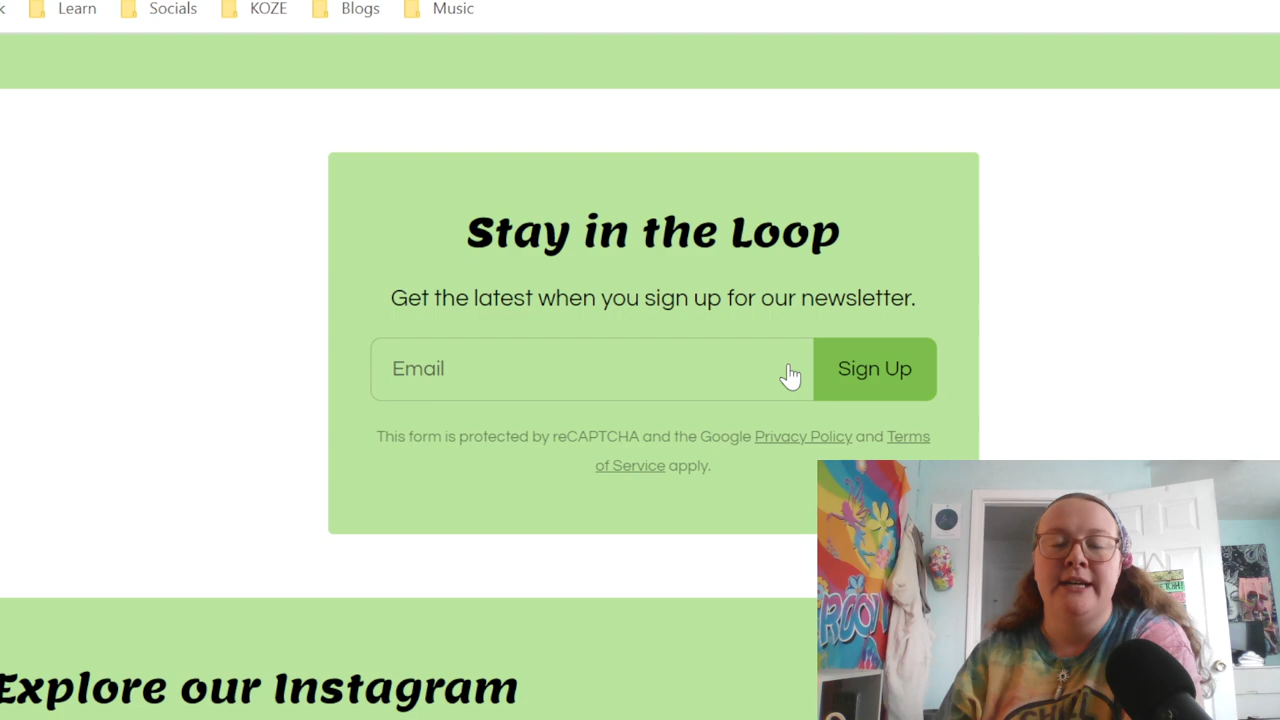 Learn
Socials
KOZE
Blogs
Music
Stay in the Loop
Get the latest when you sign up for our newsletter.
Email
Sign Up
This form is protected by reCAPTCHA and the Google Privacy Policy and Terms
of Service apply.
Explore our Instagram
CHILL